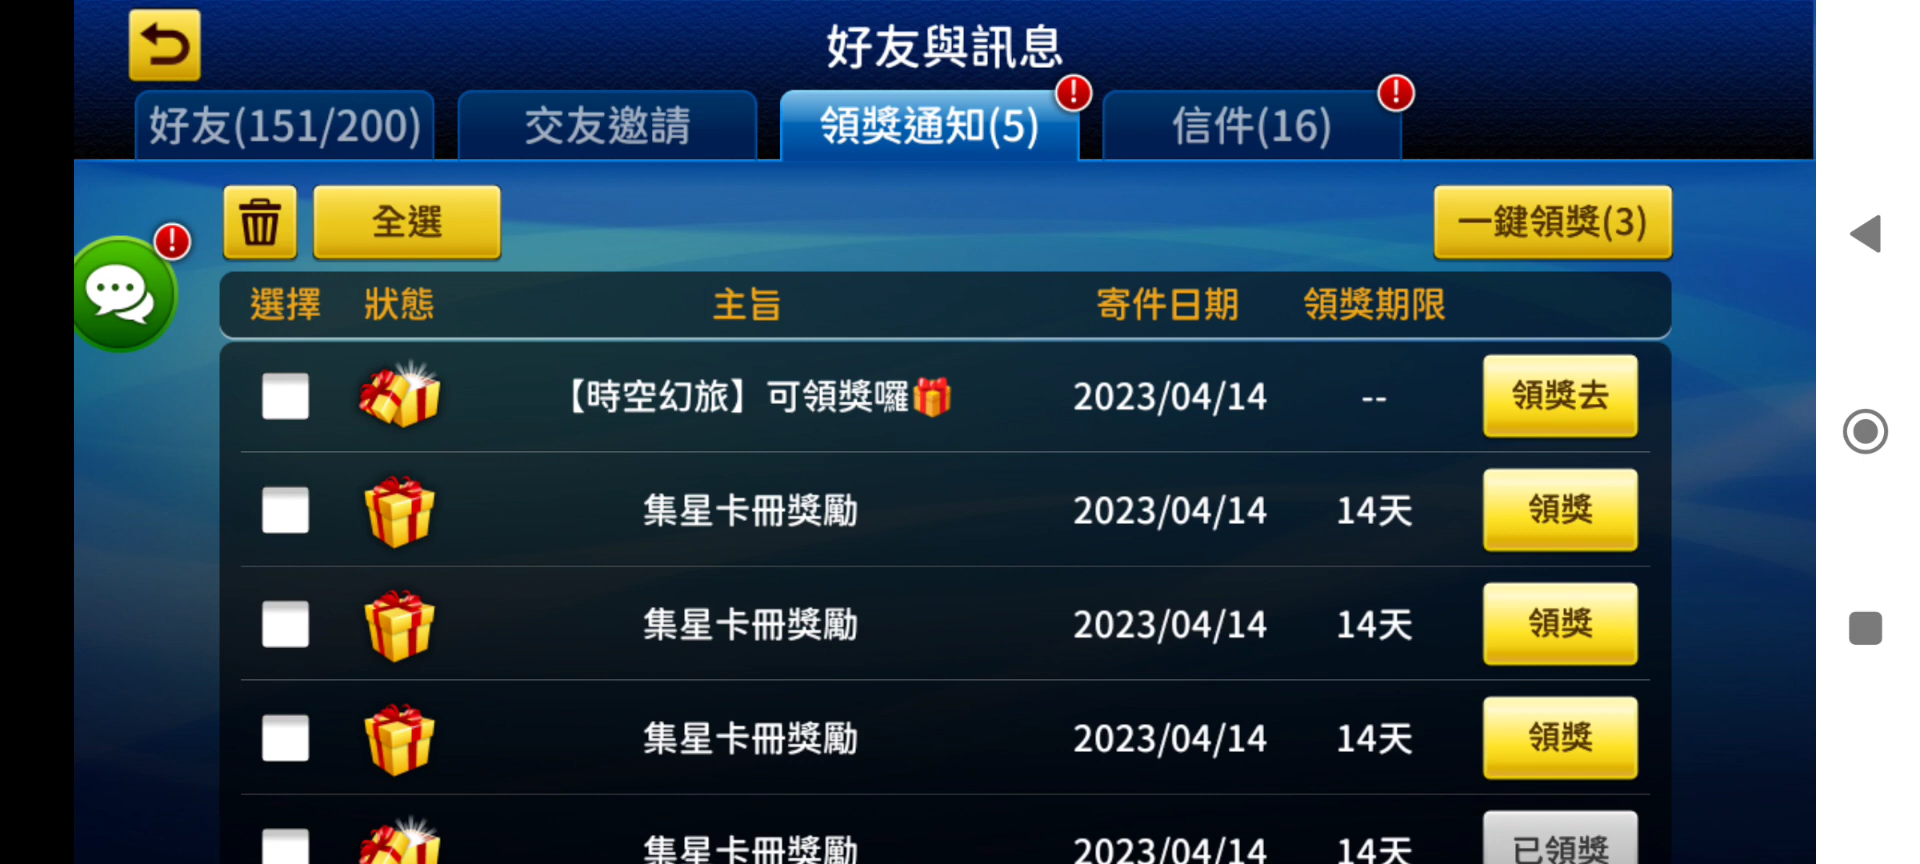 好友與訊息
好友(151/200) 交友邀請 領獎通知(5) 信件(16)
全選 一鍵領獎(3)
選擇 狀態 主旨 寄件日期 領獎期限
【時空幻旅】可領獎囉 2023/04/14 -- 領獎去
集星卡冊獎勵 2023/04/14 14天 領獎
集星卡冊獎勵 2023/04/14 14天 領獎
集星卡冊獎勵 2023/04/14 14天 領獎
集星卡冊獎勵 2023/04/14 14天 已領獎